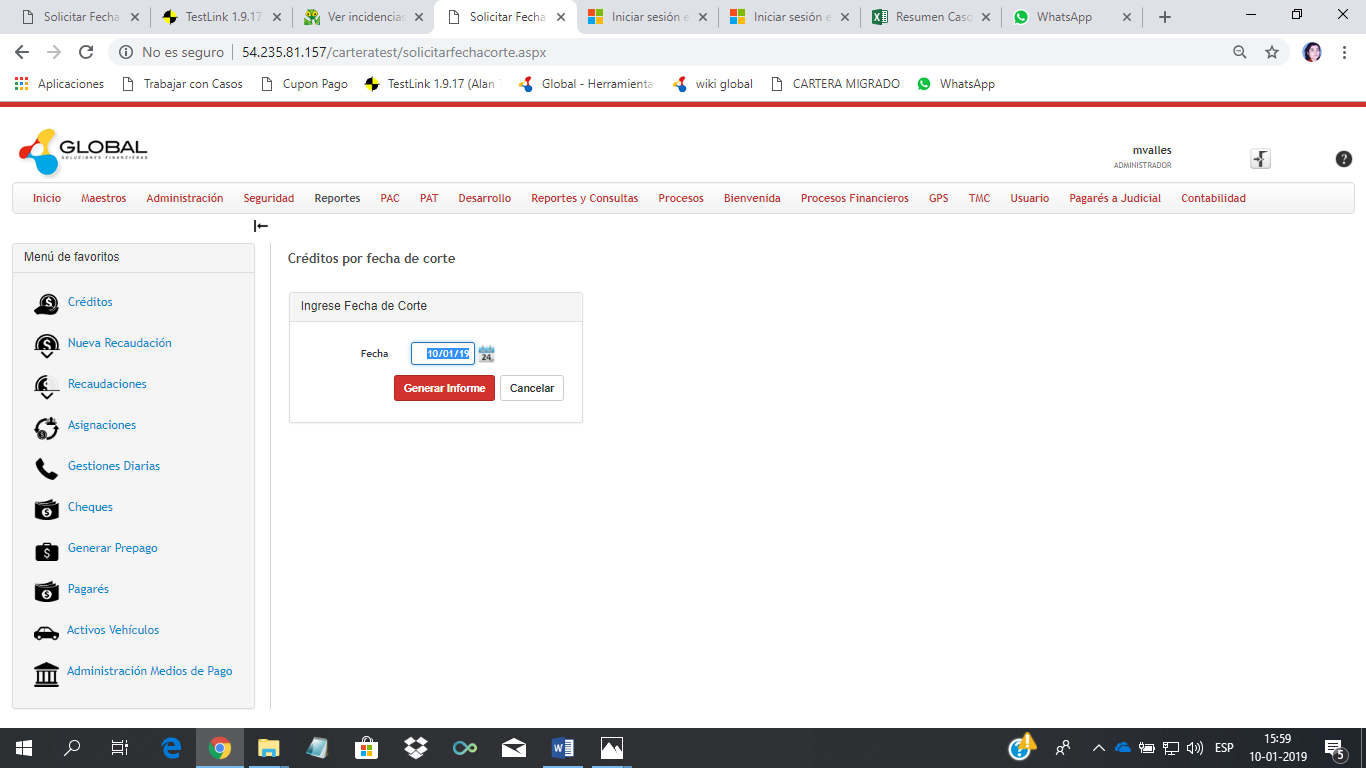 Solicitar Fecha
TestLink 1.9.17
Ver incidencias
Solicitar Fecha
Iniciar sesión e
Iniciar sesión e
Resumen Caso
WhatsApp
No es seguro
54.235.81.157/carteratest/solicitarfechacorte.aspx
Aplicaciones
Trabajar con Casos
Cupon Pago
TestLink 1.9.17 (Alan
Global - Herramienta
wiki global
CARTERA MIGRADO
WhatsApp
GLOBAL
SOLUCIONES FINANCIERAS
mvalles
ADMINISTRADOR
?
Inicio Maestros Administración Seguridad Reportes PAC PAT Desarrollo Reportes y Consultas Procesos Bienvenida Procesos Financieros GPS TMC Usuario Pagarés a Judicial Contabilidad
Menú de favoritos
Créditos
Nueva Recaudación
Recaudaciones
Asignaciones
Gestiones Diarias
Cheques
Generar Prepago
Pagarés
Activos Vehículos
Administración Medios de Pago
Créditos por fecha de corte
Ingrese Fecha de Corte
Fecha 10/01/19 24
Generar Informe Cancelar
ESP
15:59
10-01-2019
5